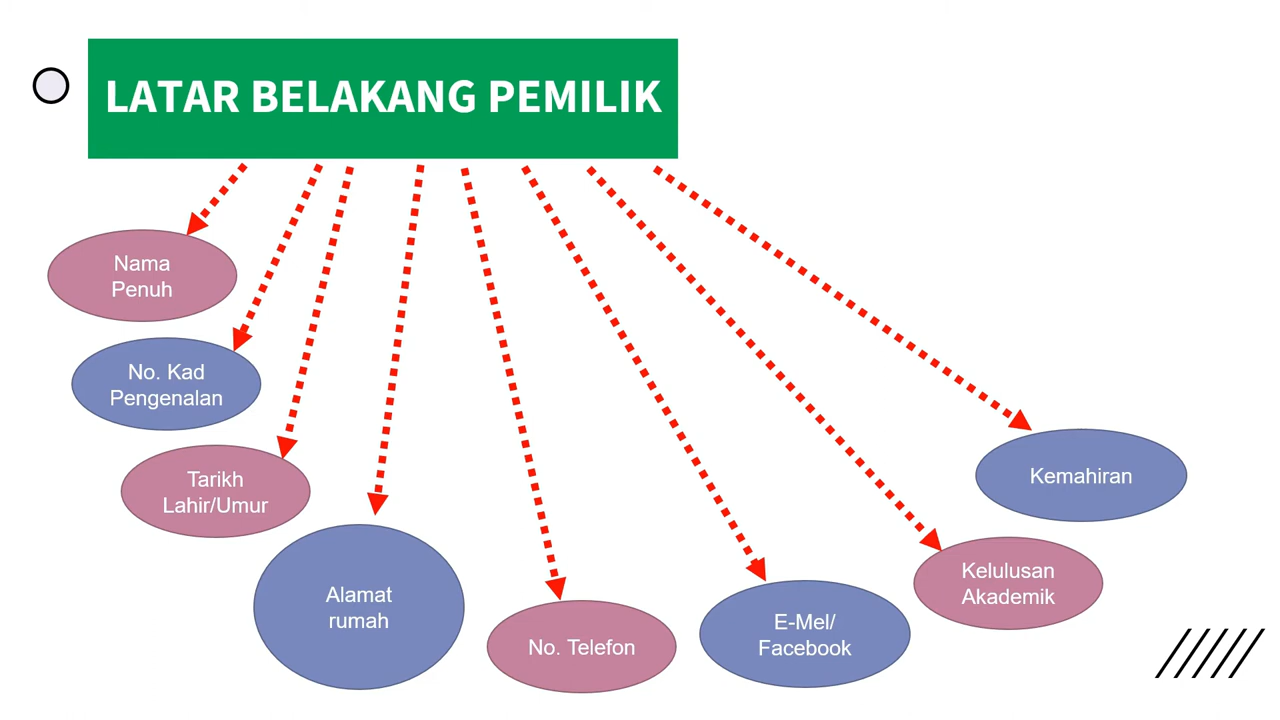 LATAR BELAKANG PEMILIK
Nama
Penuh
No. Kad
Pengenalan
Tarikh
Lahir/Umur
Alamat
rumah
No. Telefon
E-Mel/
Facebook
Kelulusan
Akademik
Kemahiran